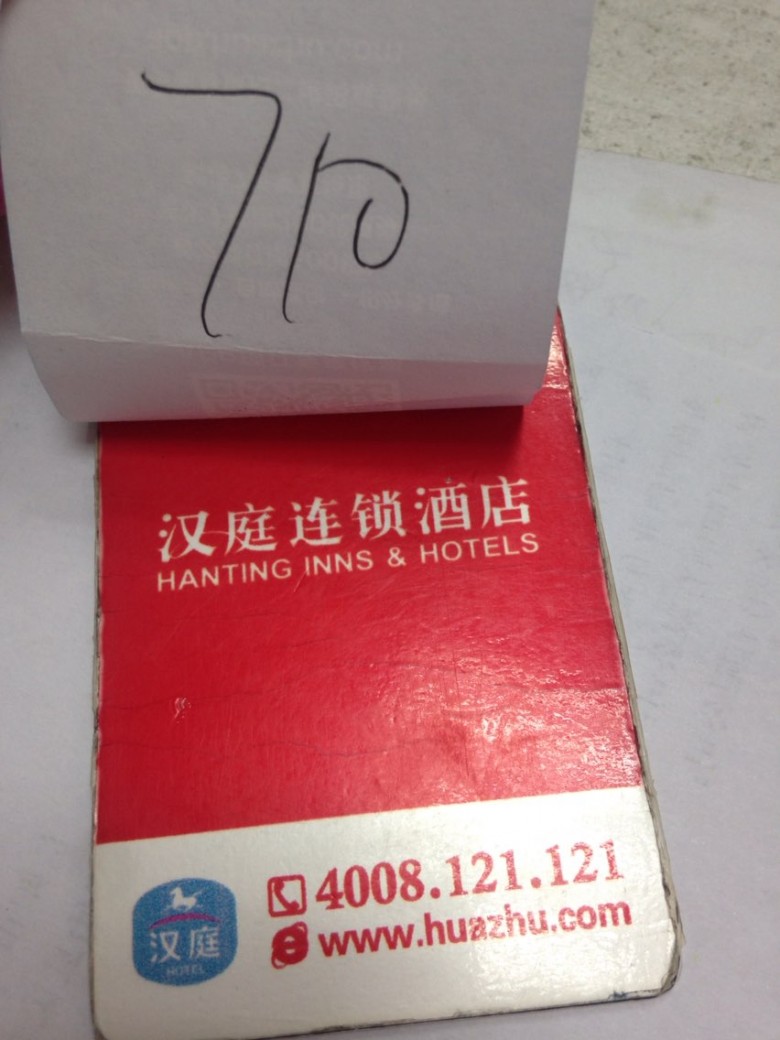 710
汉庭连锁酒店
HANTING INNS & HOTELS
4008.121.121
www.huazhu.com
汉庭
HOTEL